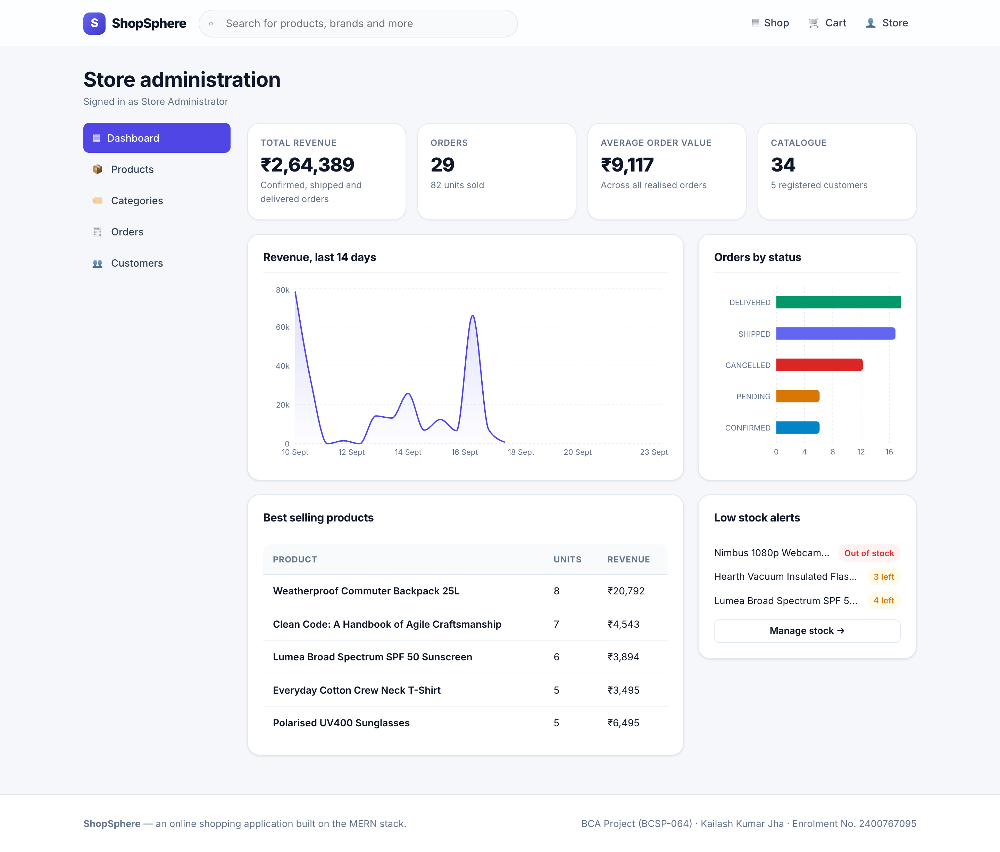 S ShopSphere
Search for products, brands and more
Shop
Cart
Store
Store administration
Signed in as Store Administrator
Dashboard
Products
Categories
Orders
Customers
TOTAL REVENUE
₹2,64,389
Confirmed, shipped and
delivered orders
ORDERS
29
82 units sold
AVERAGE ORDER VALUE
₹9,117
Across all realised orders
CATALOGUE
34
5 registered customers
Revenue, last 14 days
80k
60k
40k
20k
0
10 Sept 12 Sept 14 Sept 16 Sept 18 Sept 20 Sept 23 Sept
Orders by status
DELIVERED
SHIPPED
CANCELLED
PENDING
CONFIRMED
0 4 8 12 16
Best selling products
PRODUCT UNITS REVENUE
Weatherproof Commuter Backpack 25L 8 ₹20,792
Clean Code: A Handbook of Agile Craftsmanship 7 ₹4,543
Lumea Broad Spectrum SPF 50 Sunscreen 6 ₹3,894
Everyday Cotton Crew Neck T-Shirt 5 ₹3,495
Polarised UV400 Sunglasses 5 ₹6,495
Low stock alerts
Nimbus 1080p Webcam... Out of stock
Hearth Vacuum Insulated Flas... 3 left
Lumea Broad Spectrum SPF 5... 4 left
Manage stock →
ShopSphere — an online shopping application built on the MERN stack.
BCA Project (BCSP-064) · Kailash Kumar Jha · Enrolment No. 2400767095